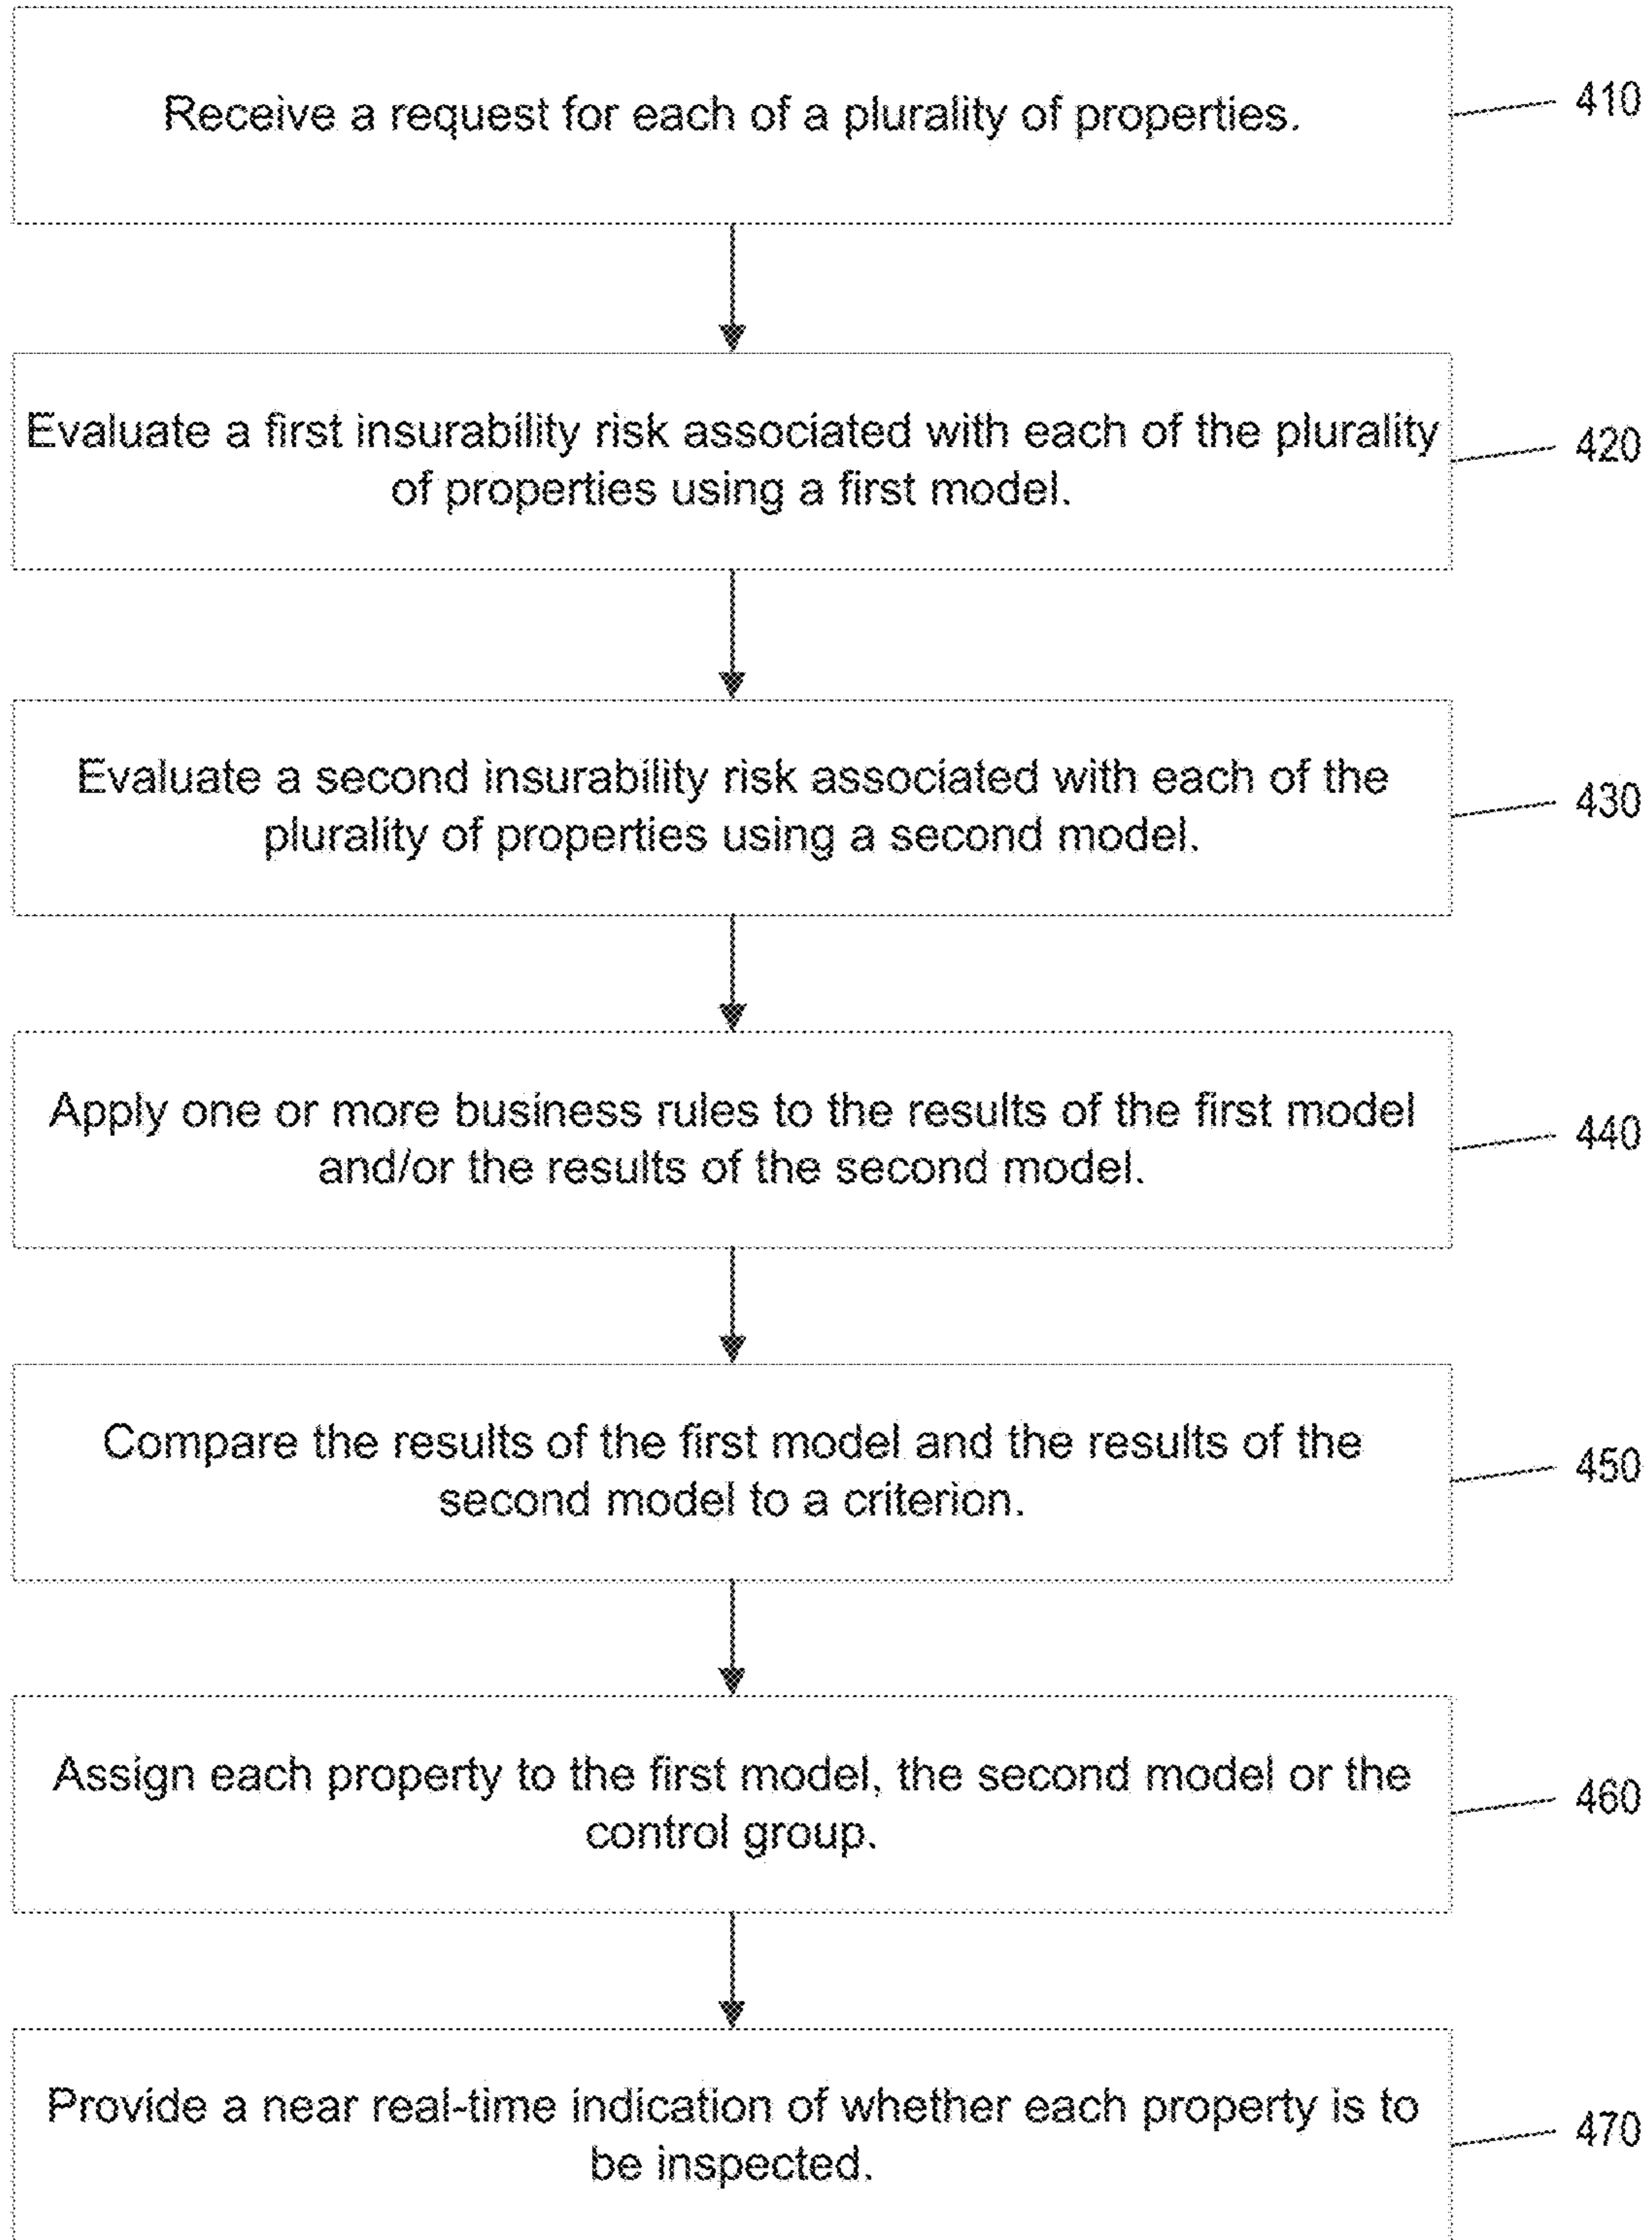 Receive a request for each of a plurality of properties.
410
Evaluate a first insurability risk associated with each of the plurality
of properties using a first model.
420
Evaluate a second insurability risk associated with each of the
plurality of properties using a second model.
430
Apply one or more business rules to the results of the first model
and/or the results of the second model.
440
Compare the results of the first model and the results of the
second model to a criterion.
450
Assign each property to the first model, the second model or the
control group.
460
Provide a near real-time indication of whether each property is to
be inspected.
470